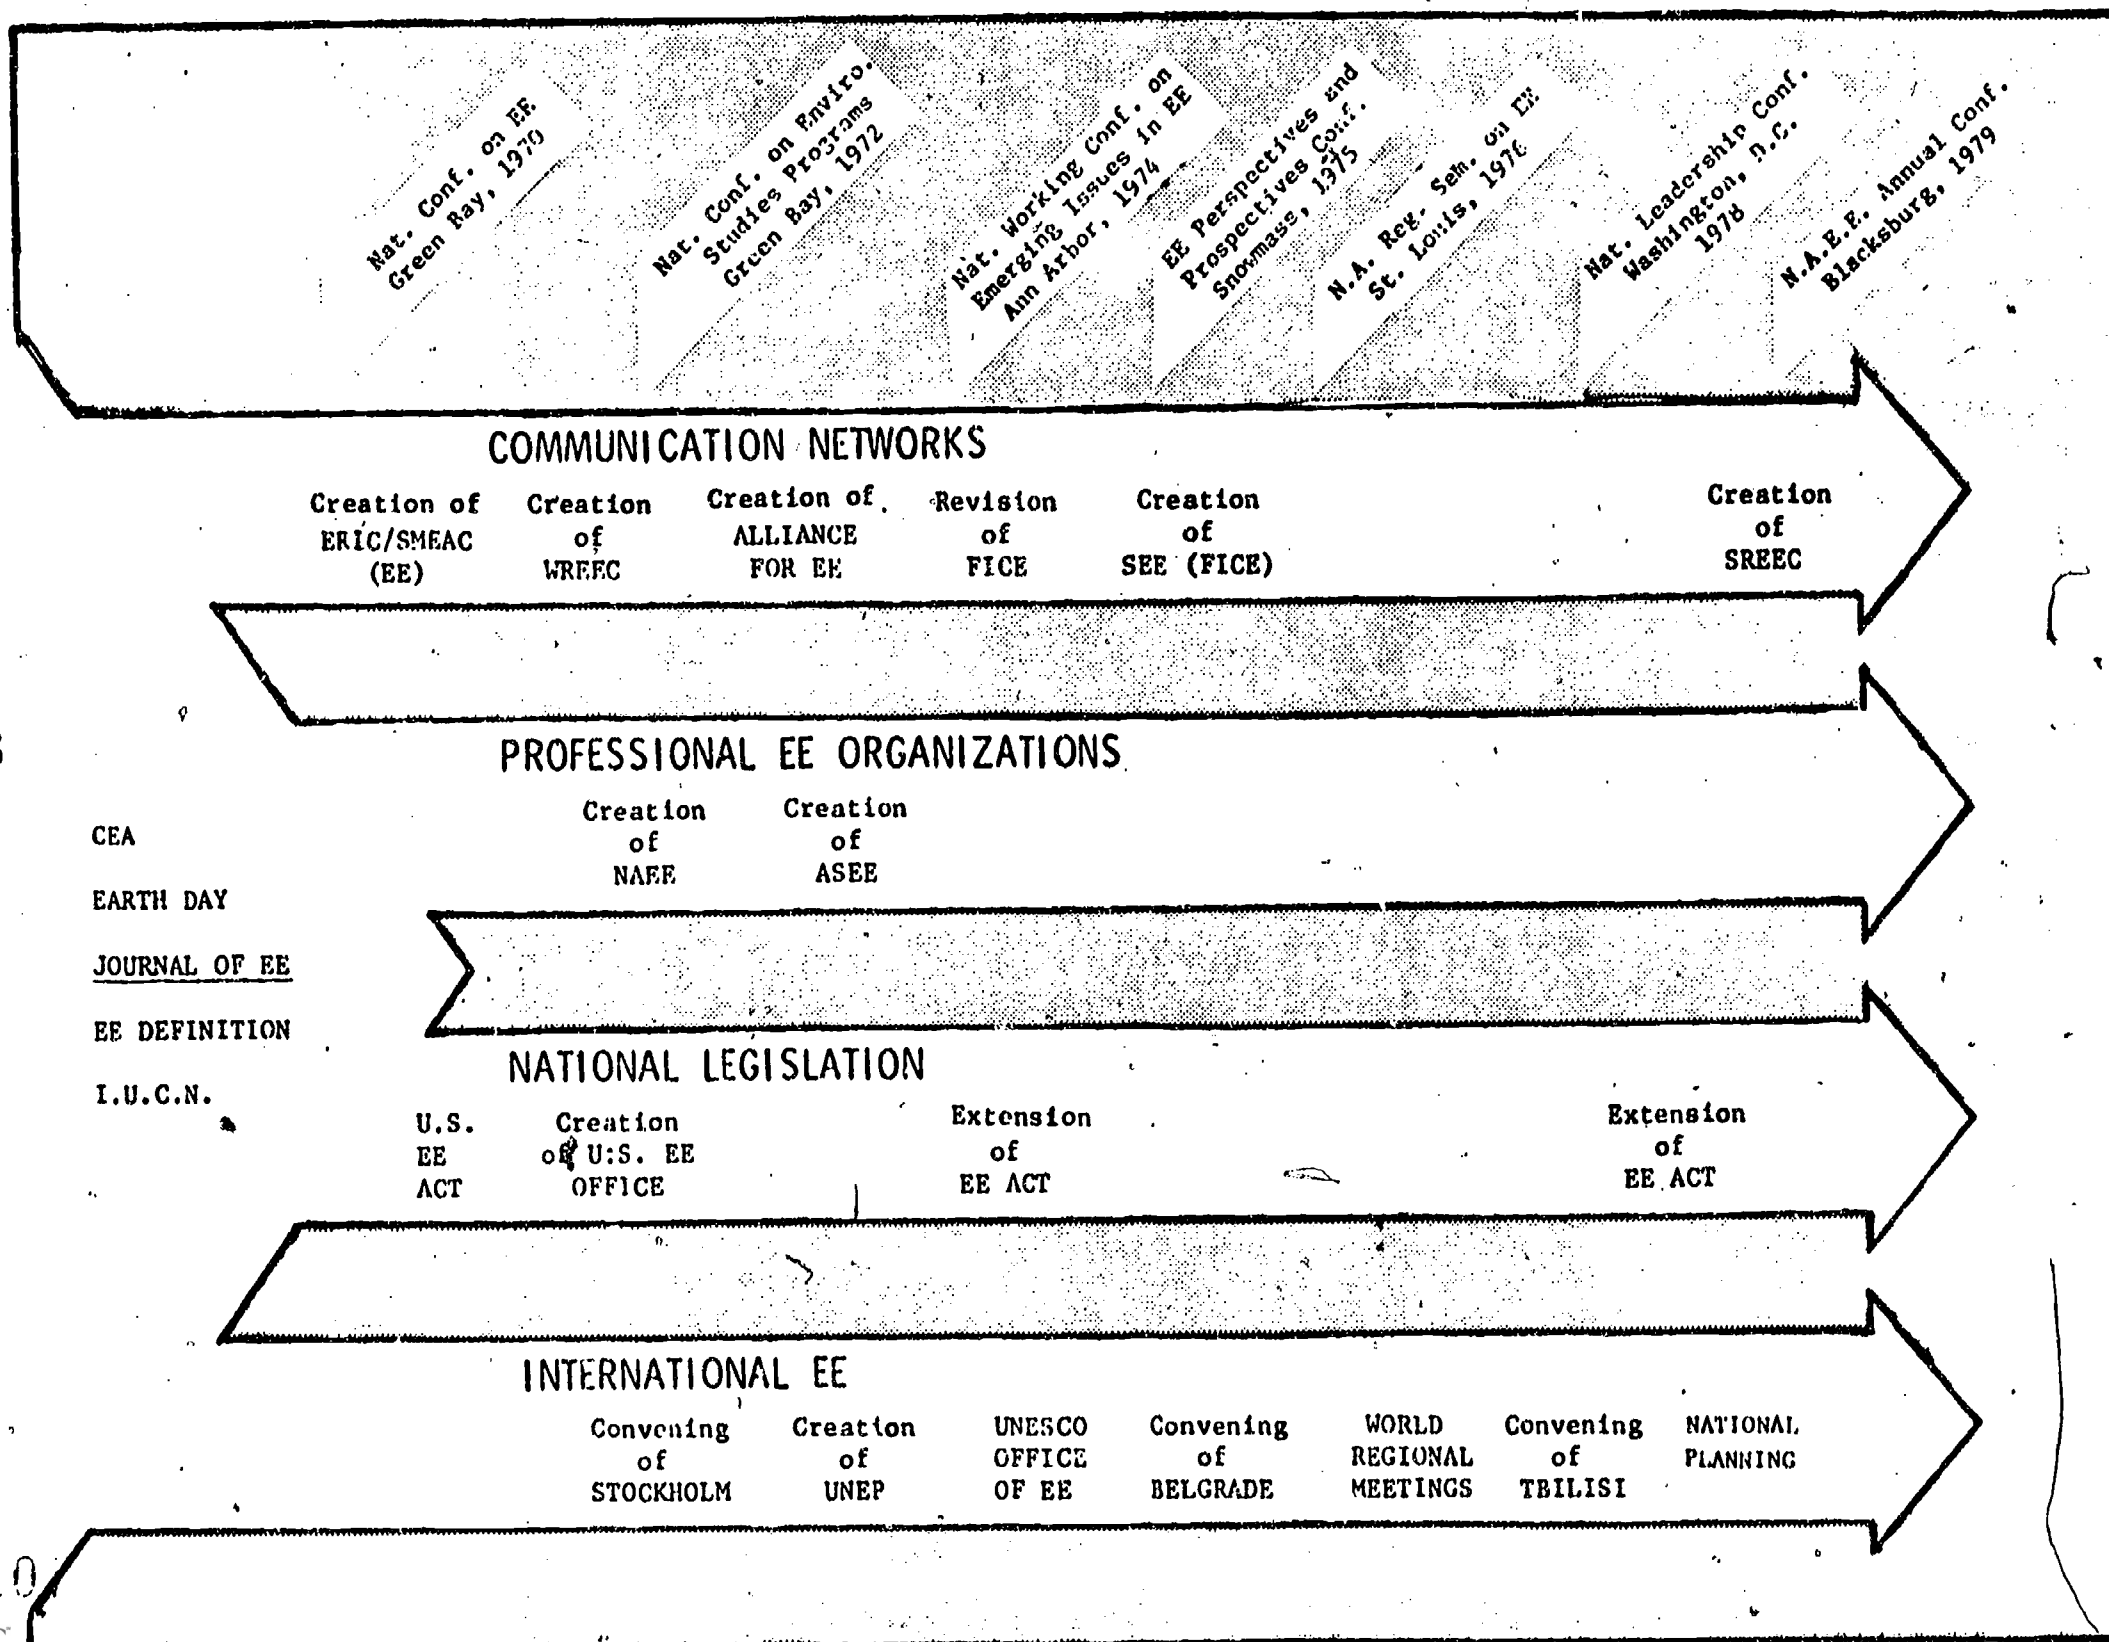 Nat. Conf. on EE
Green Bay, 1970
Nat. Conf. on Enviro.
Studies Programs
Green Bay, 1972
Nat. Working Conf. on
Emerging Issues in EE
Ann Arbor, 1974
EE Perspectives and
Prospectives Conf.
Snowmass, 1975
N.A. Reg. Sem. on EE
St. Louis, 1976
Nat. Leadership Conf.
Washington, D.C.
1978
N.A.E.E. Annual Conf.
Blacksburg, 1979
COMMUNICATION NETWORKS
Creation of
ERIC/SMEAC
(EE)
Creation
of
WREEC
Creation of
ALLIANCE
FOR EE
Revision
of
FICE
Creation
of
SEE (FICE)
Creation
of
SREEC
PROFESSIONAL EE ORGANIZATIONS
Creation
of
NAEE
Creation
of
ASEE
CEA
EARTH DAY
JOURNAL OF EE
EE DEFINITION
I.U.C.N.
NATIONAL LEGISLATION
U.S.
EE
ACT
Creation
of U.S. EE
OFFICE
Extension
of
EE ACT
Extension
of
EE ACT
INTERNATIONAL EE
Convening
of
STOCKHOLM
Creation
of
UNEP
UNESCO
OFFICE
OF EE
Convening
of
BELGRADE
WORLD
REGIONAL
MEETINGS
Convening
of
TBILISI
NATIONAL
PLANNING